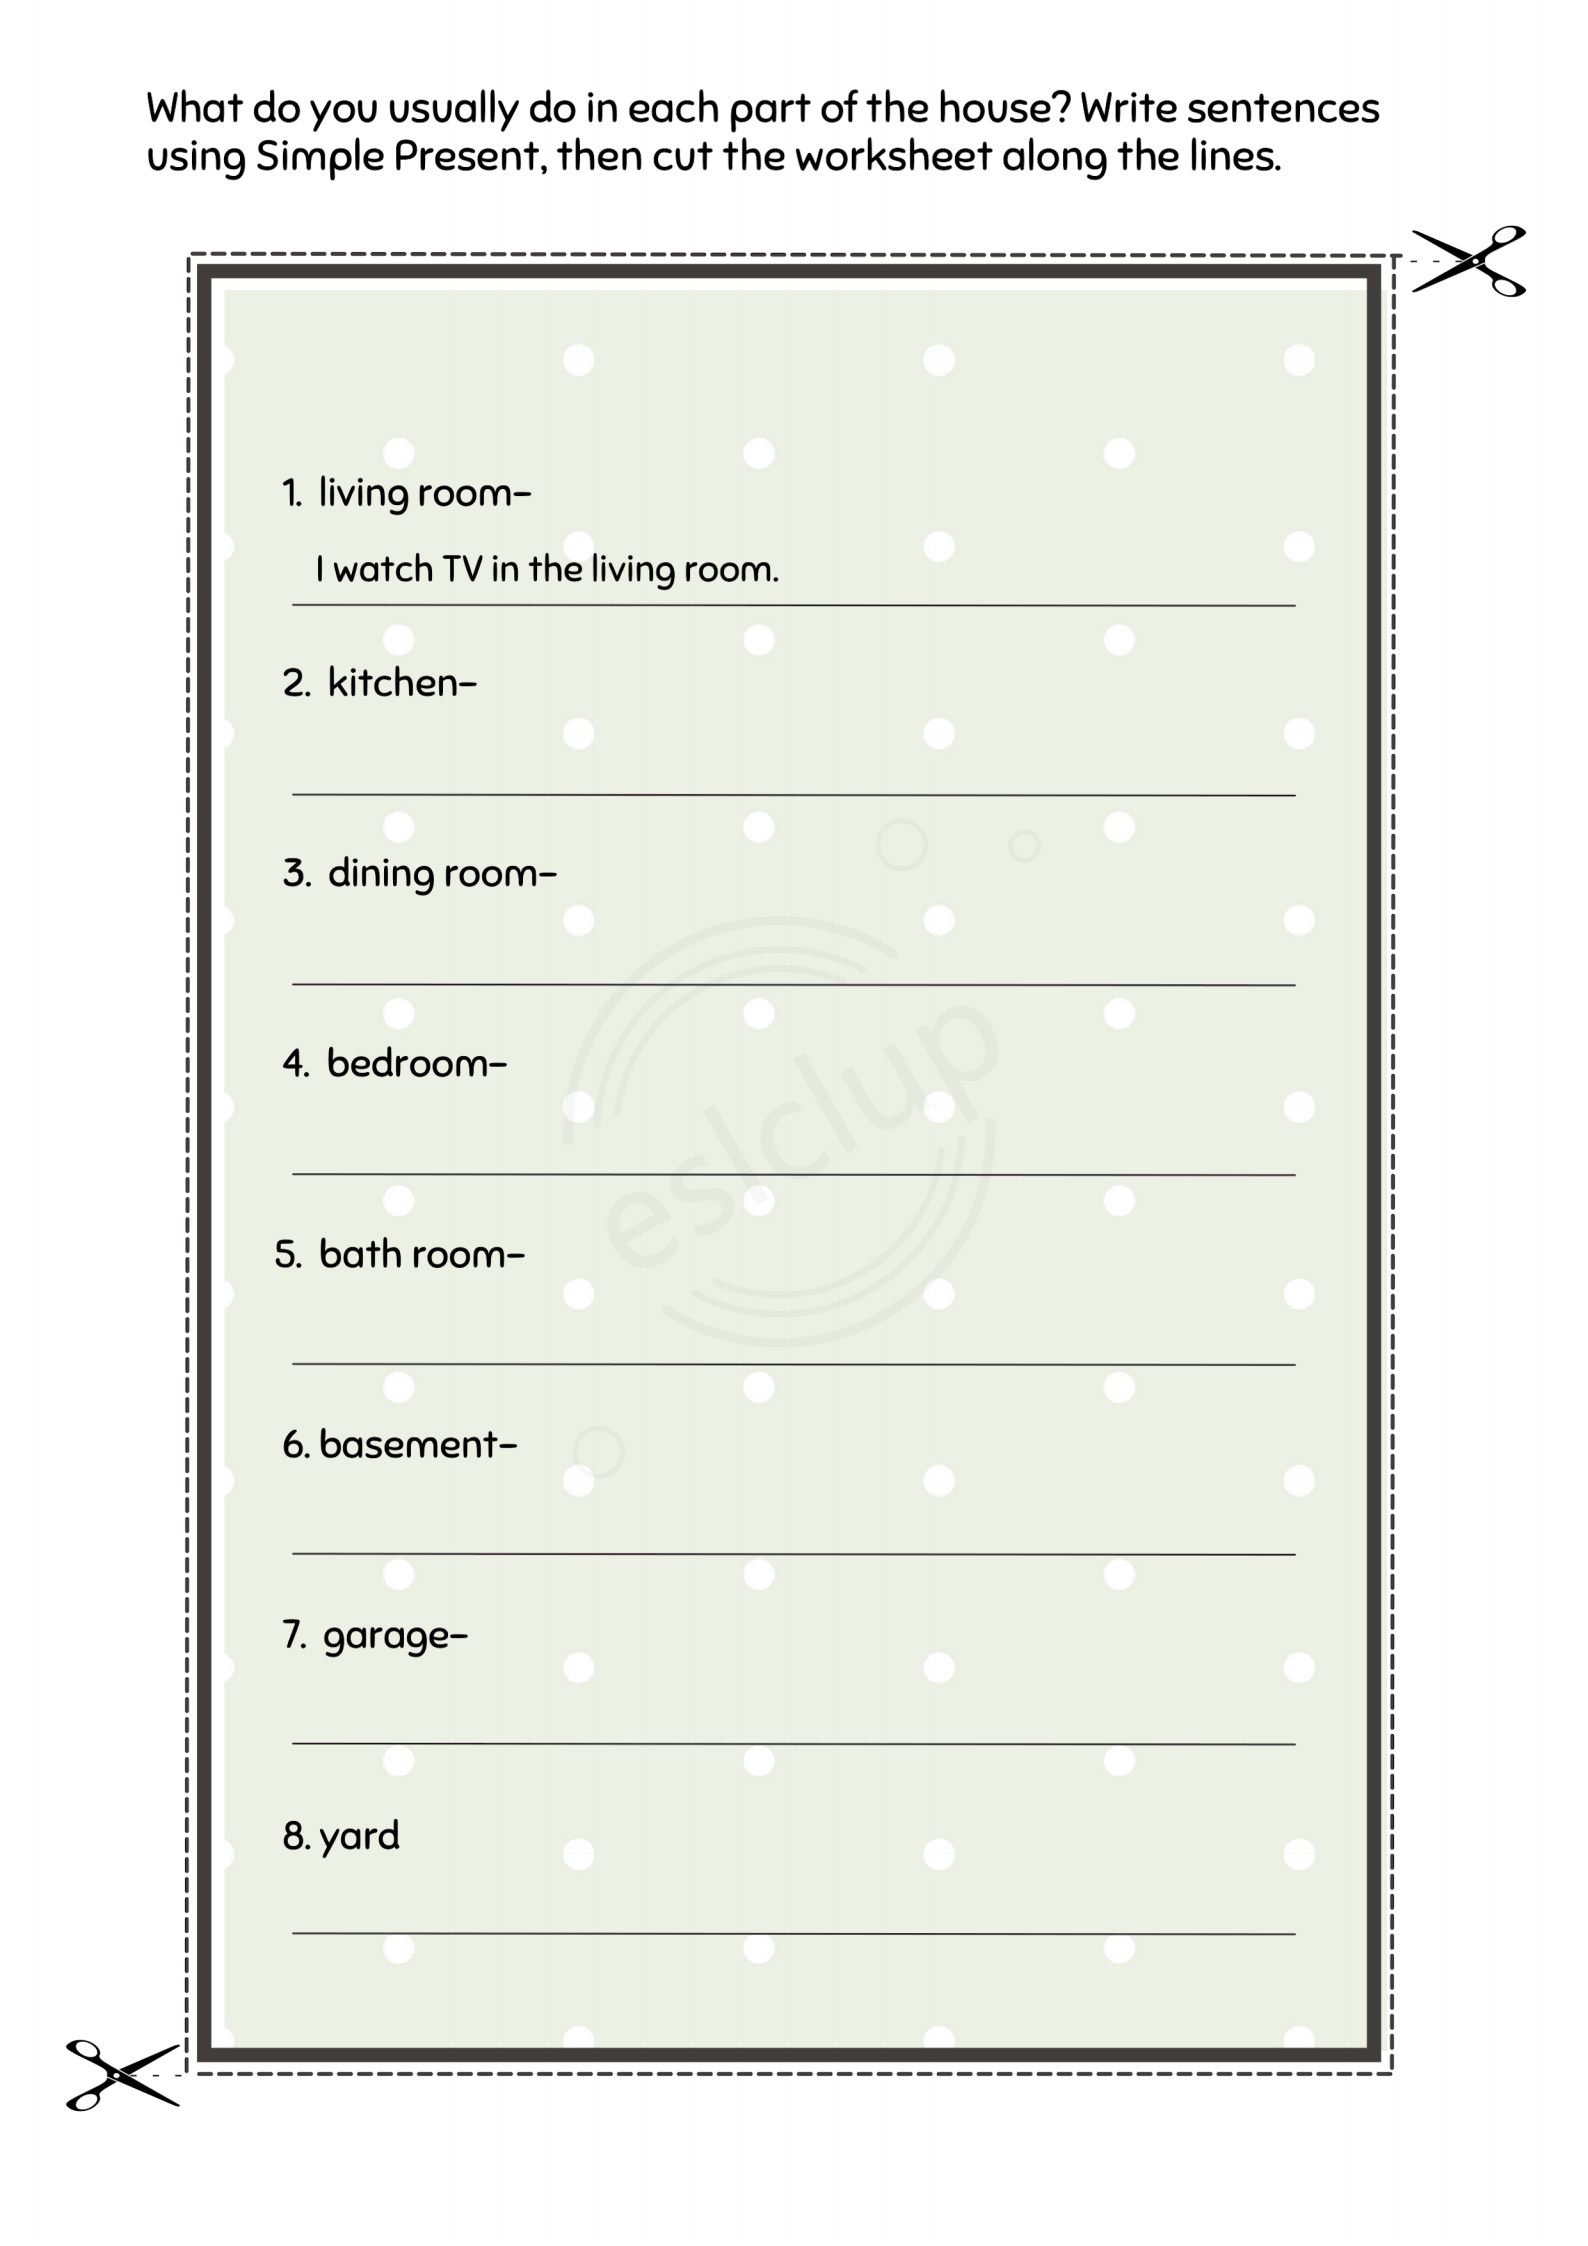 What do you usually do in each part of the house? Write sentences
using Simple Present, then cut the worksheet along the lines.
1. living room-
I watch TV in the living room.
2. kitchen-
3. dining room-
4. bedroom-
eslclup
5. bath room-
6. basement-
7. garage-
8. yard